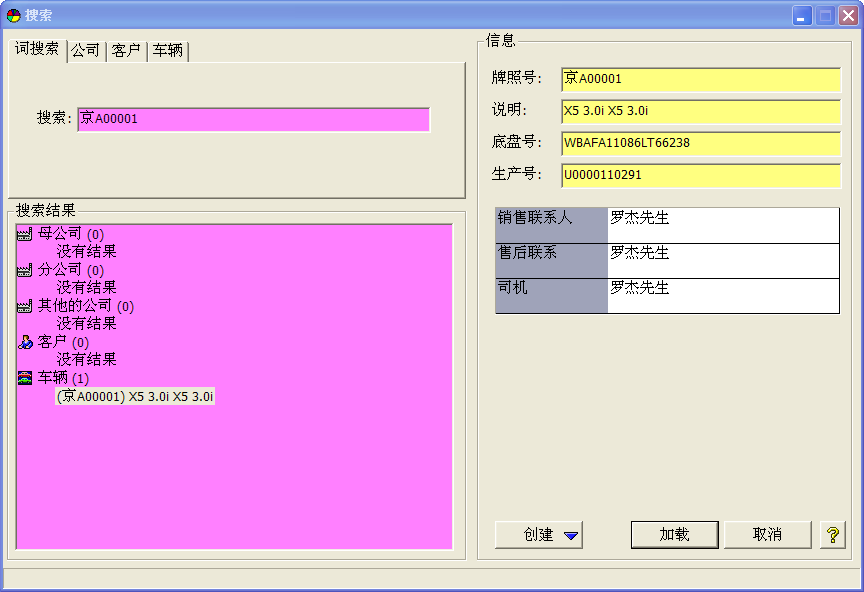 搜索
词搜索 公司 客户 车辆
搜索: 京A00001
搜索结果
母公司 (0)
没有结果
分公司 (0)
没有结果
其他的公司 (0)
没有结果
客户 (0)
没有结果
车辆 (1)
(京A00001) X5 3.0i X5 3.0i
信息
牌照号: 京A00001
说明: X5 3.0i X5 3.0i
底盘号: WBAFA11086LT66238
生产号: U0000110291
销售联系人 罗杰先生
售后联系 罗杰先生
司机 罗杰先生
创建 加载 取消 ?